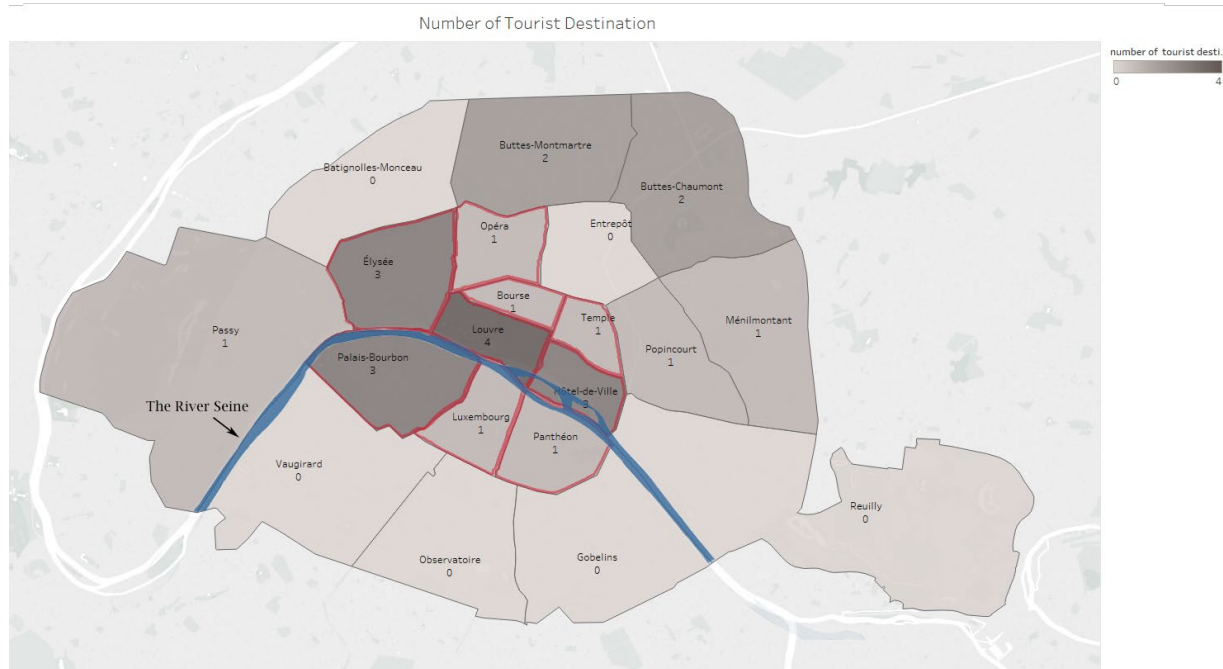 Number of Tourist Destination
number of tourist desti.
0 4
Buttes-Montmartre
2
Batignolles-Monceau
0
Buttes-Chaumont
2
Opéra
1
Entrepôt
0
Élysée
3
Bourse
1
Temple
1
Ménilmontant
1
Passy
1
Louvre
4
Popincourt
1
Palais-Bourbon
3
Hôtel-de-Ville
3
The River Seine
Luxembourg
1
Panthéon
1
Vaugirard
0
Reuilly
0
Observatoire
0
Gobelins
0